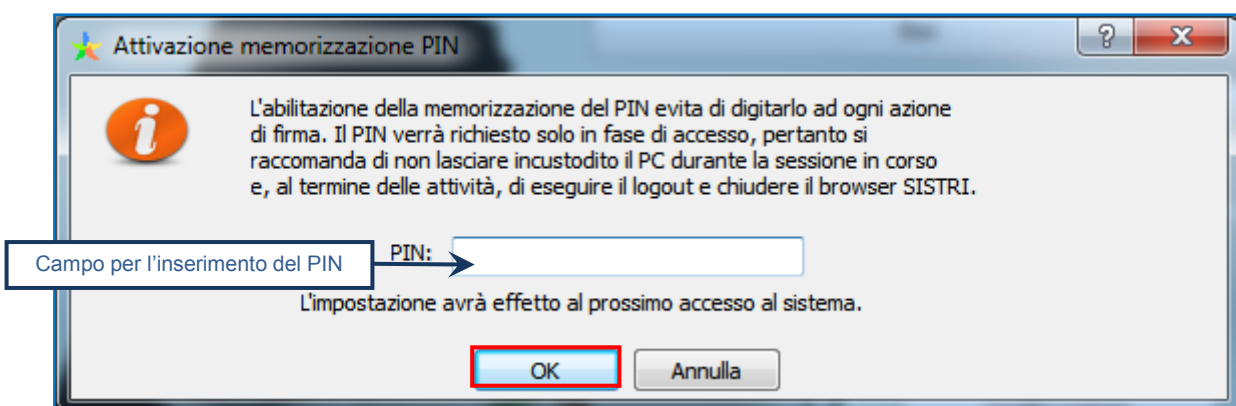 Attivazione memorizzazione PIN
L'abilitazione della memorizzazione del PIN evita di digitarlo ad ogni azione
di firma. Il PIN verrà richiesto solo in fase di accesso, pertanto si
raccomanda di non lasciare incustodito il PC durante la sessione in corso
e, al termine delle attività, di eseguire il logout e chiudere il browser SISTRI.
Campo per l’inserimento del PIN
PIN:
L'impostazione avrà effetto al prossimo accesso al sistema.
OK Annulla